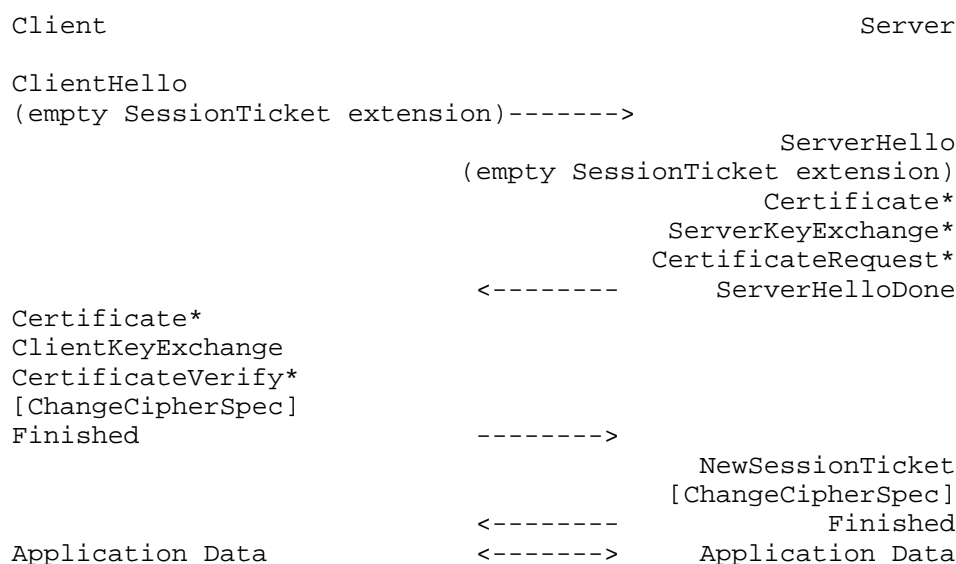 Client                                               Server

ClientHello
(empty SessionTicket extension)------->
                                                ServerHello
                            (empty SessionTicket extension)
                                               Certificate*
                                         ServerKeyExchange*
                                        CertificateRequest*
                             <--------      ServerHelloDone
Certificate*
ClientKeyExchange
CertificateVerify*
[ChangeCipherSpec]
Finished                     -------->
                                           NewSessionTicket
                                         [ChangeCipherSpec]
                             <--------             Finished
Application Data             <------->     Application Data